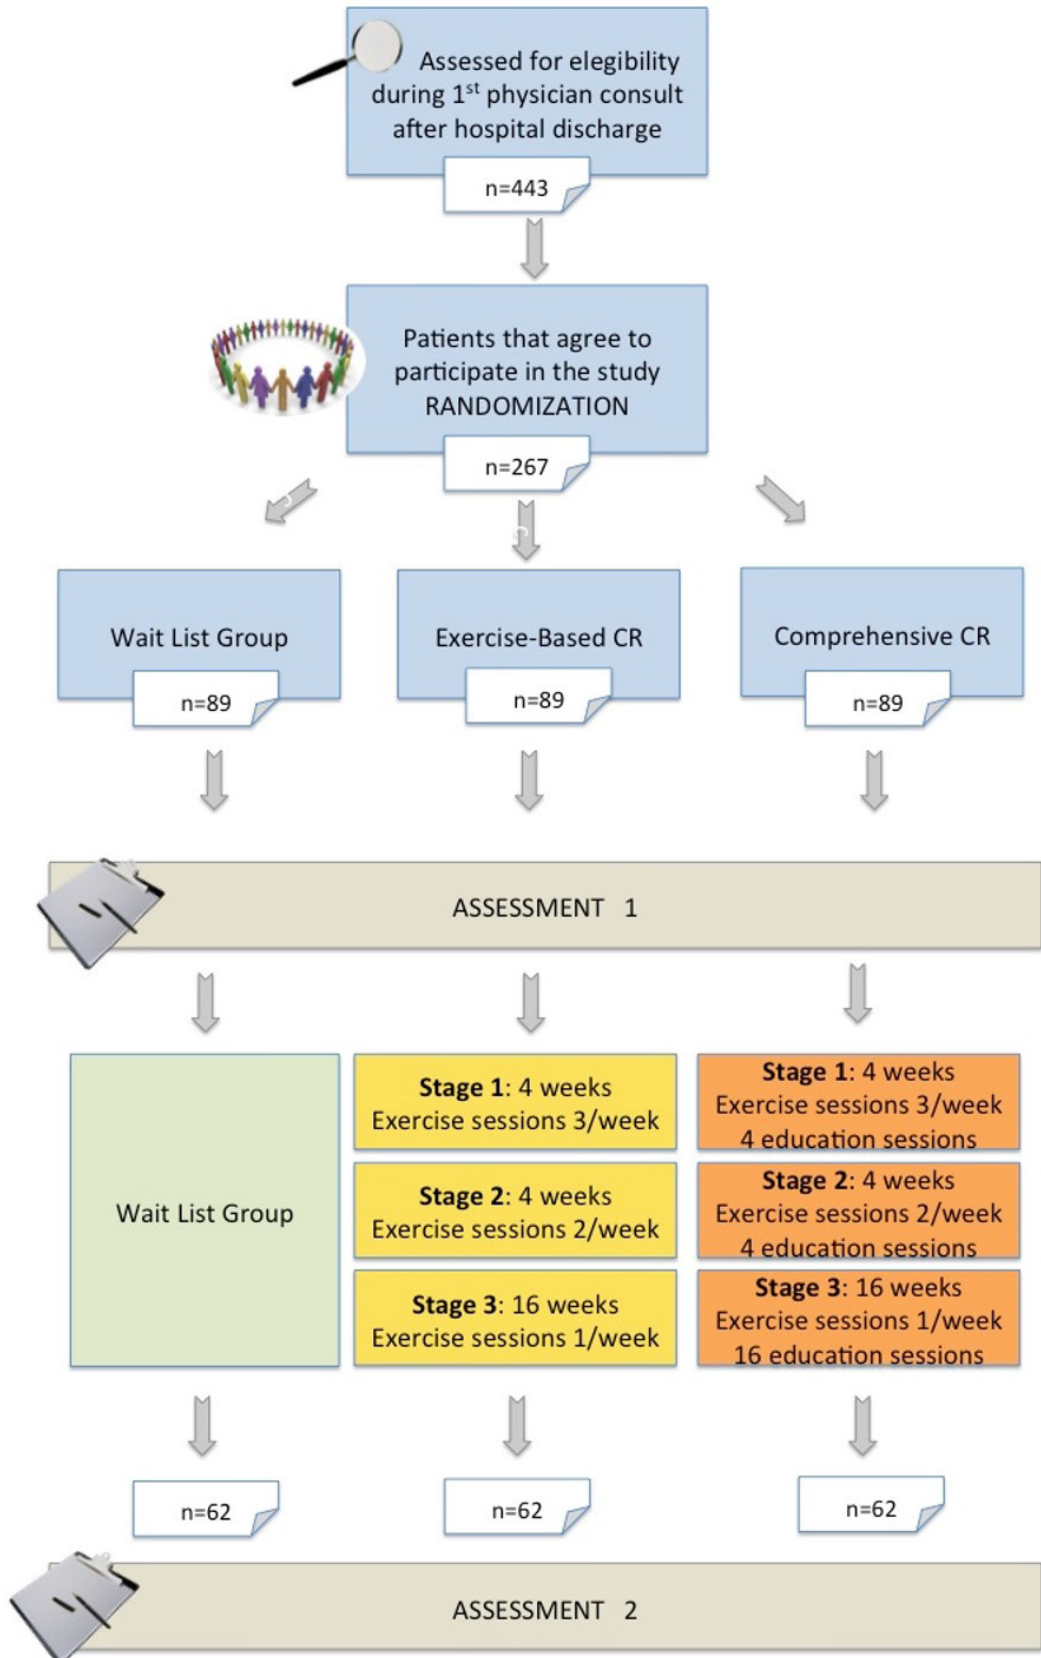 Assessed for elegibility
during 1st physician consult
after hospital discharge
n=443
Patients that agree to
participate in the study
RANDOMIZATION
n=267
Wait List Group
n=89
Exercise-Based CR
n=89
Comprehensive CR
n=89
ASSESSMENT 1
Wait List Group
Stage 1: 4 weeks
Exercise sessions 3/week
Stage 2: 4 weeks
Exercise sessions 2/week
Stage 3: 16 weeks
Exercise sessions 1/week
Stage 1: 4 weeks
Exercise sessions 3/week
4 education sessions
Stage 2: 4 weeks
Exercise sessions 2/week
4 education sessions
Stage 3: 16 weeks
Exercise sessions 1/week
16 education sessions
n=62
n=62
n=62
ASSESSMENT 2